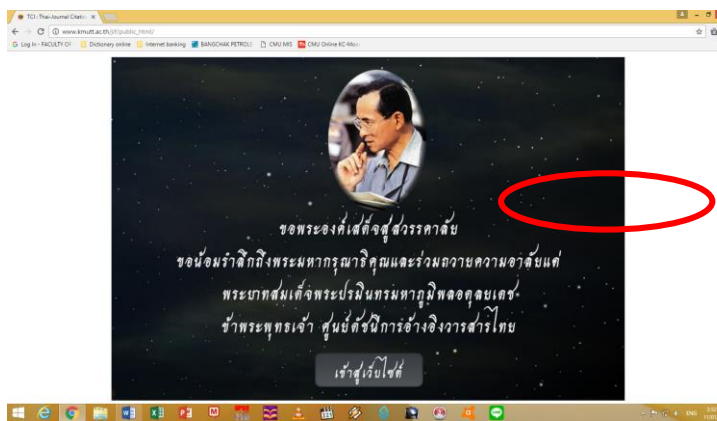 TCI : Thai-Journal Citation
www.kmutt.ac.th/jif/public_html/
Log In - FACULTY OF Dictionary online Internet banking BANGCHAK PETROLE CMU MIS CMU Online KC-Moo
ขอพระองค์เสด็จสู่สวรรคาลัย
ขอน้อมรำลึกถึงพระมหากรุณาธิคุณและร่วมถวายความอาลัยแด่
พระบาทสมเด็จพระปรมินทรมหาภูมิพลอดุลยเดช
ข้าพระพุทธเจ้า ศูนย์ดัชนีการอ้างอิงวารสารไทย
เข้าสู่เว็บไซต์
ENG